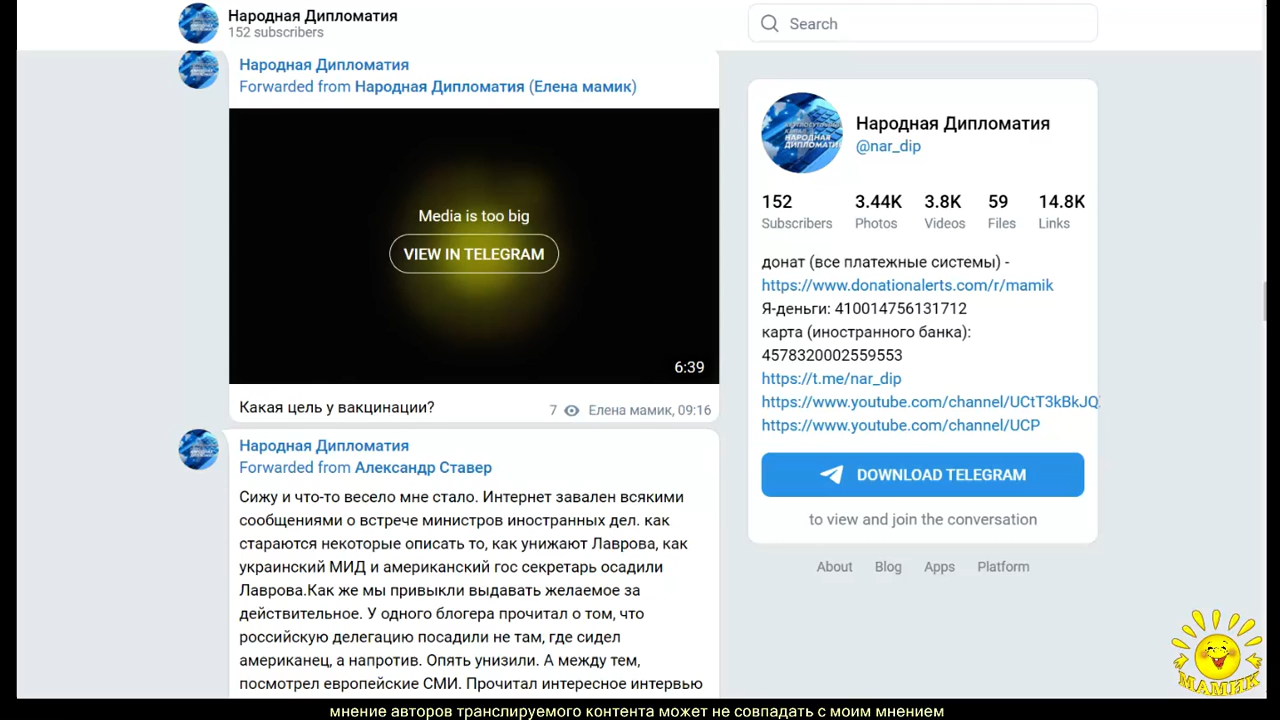 Народная Дипломатия
152 subscribers
Search
Народная Дипломатия
Forwarded from Народная Дипломатия (Елена мамик)
Media is too big
VIEW IN TELEGRAM
6:39
Какая цель у вакцинации?
7 Елена мамик, 09:16
Народная Дипломатия
Forwarded from Александр Ставер
Сижу и что-то весело мне стало. Интернет завален всякими
сообщениями о встрече министров иностранных дел. как
стараются некоторые описать то, как унижают Лаврова, как
украинский МИД и американский гос секретарь осадили
Лаврова.Как же мы привыкли выдавать желаемое за
действительное. У одного блогера прочитал о том, что
российскую делегацию посадили не там, где сидел
американец, а напротив. Опять унизили. А между тем,
посмотрел европейские СМИ. Прочитал интересное интервью
НАРОДНАЯ
Народная Дипломатия
@nar_dip
152 3.44K 3.8K 59 14.8K
Subscribers Photos Videos Files Links
донат (все платежные системы) -
https://www.donationalerts.com/r/mamik
Я-деньги: 410014756131712
карта (иностранного банка):
4578320002559553
https://t.me/nar_dip
https://www.youtube.com/channel/UCtT3kBkJQ
https://www.youtube.com/channel/UCP
DOWNLOAD TELEGRAM
to view and join the conversation
About Blog Apps Platform
МАМИК
мнение авторов транслируемого контента может не совпадать с моим мнением